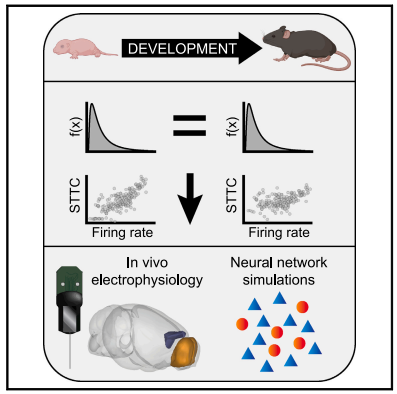 DEVELOPMENT
f(x)
f(x)
STTC
STTC
Firing rate
Firing rate
In vivo
electrophysiology
Neural network
simulations